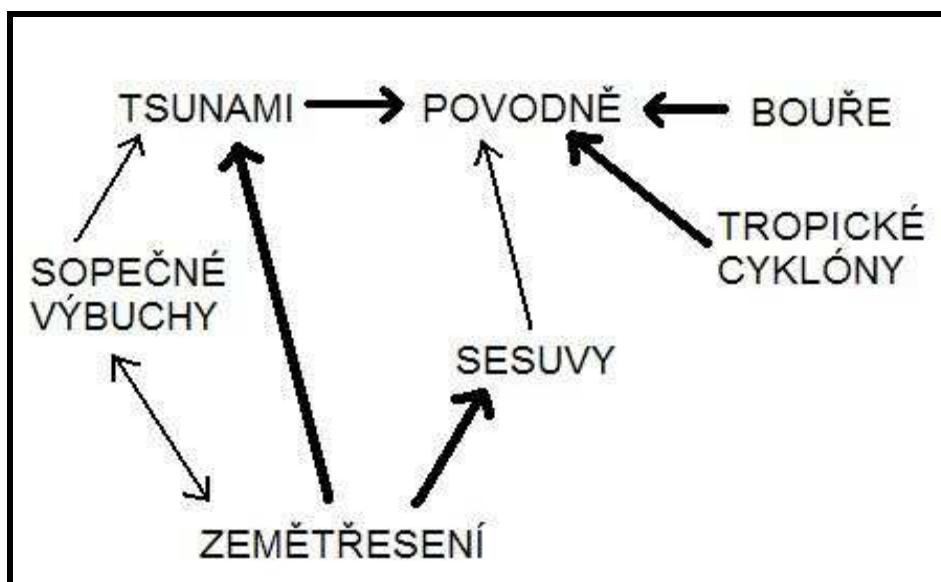 TSUNAMI
POVODNĚ
BOUŘE
TROPICKÉ
CYKLÓNY
SOPEČNÉ
VÝBUCHY
SESUVY
ZEMĚTŘESENÍ